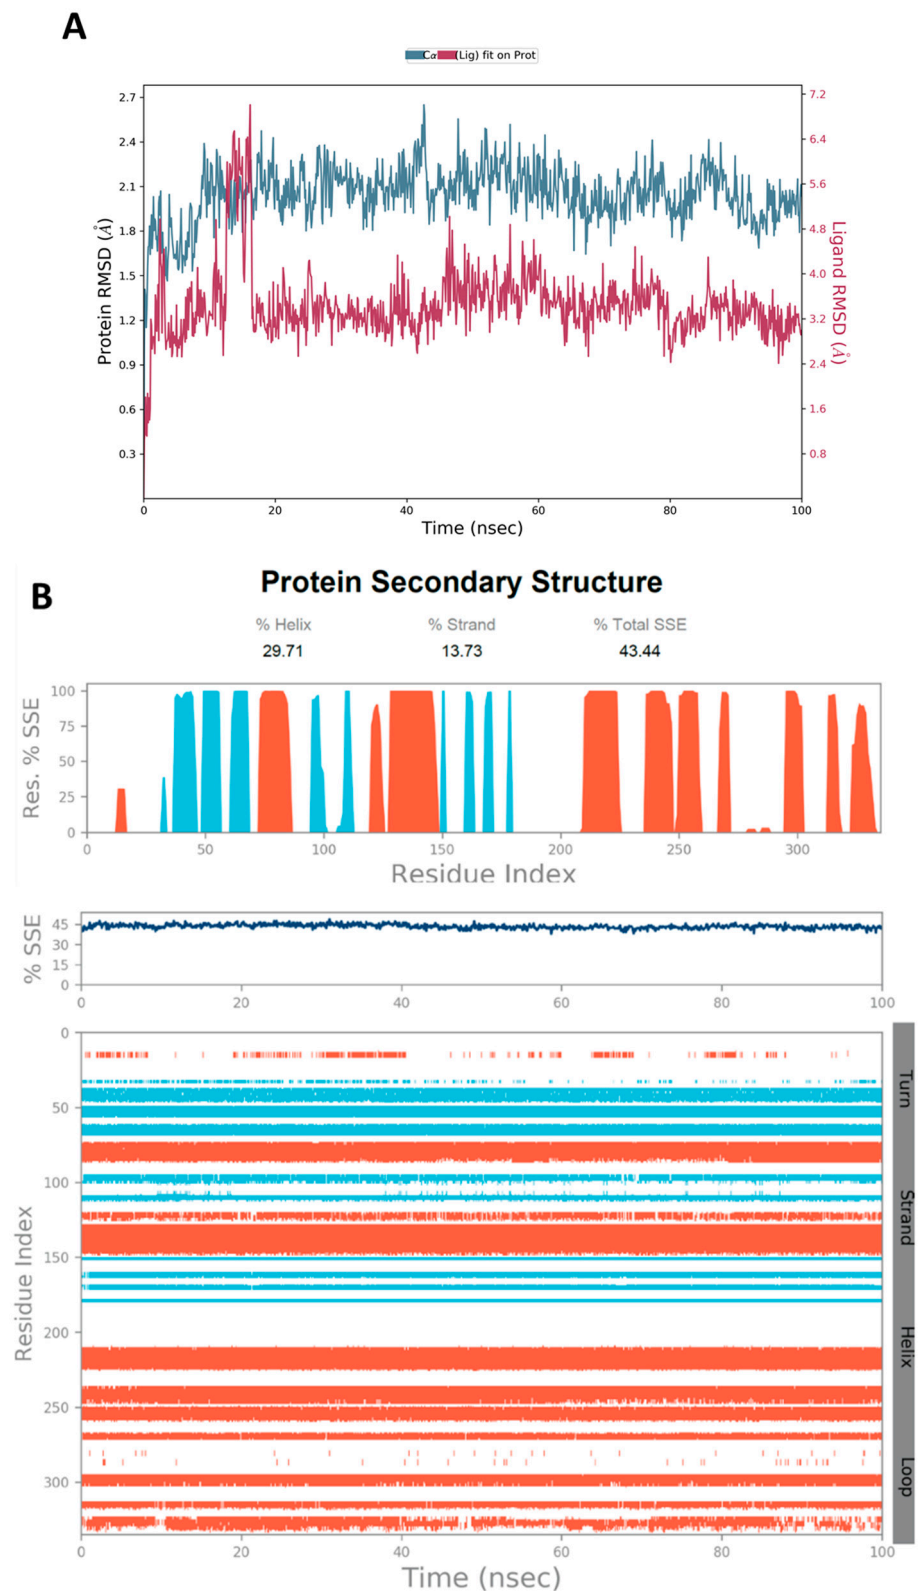 A
Cα (Lig) fit on Prot
2.7
2.4
2.1
1.8
1.5
1.2
0.9
0.6
0.3
Protein RMSD (Å)
7.2
6.4
5.6
4.8
4.0
3.2
2.4
1.6
0.8
Ligand RMSD (Å)
0 20 40 60 80 100
Time (nsec)
B
Protein Secondary Structure
% Helix % Strand % Total SSE
29.71 13.73 43.44
100
75
50
25
0
Res. % SSE
0 50 100 150 200 250 300
Residue Index
45
30
15
0
% SSE
0 20 40 60 80 100
0
50
100
150
200
250
300
Residue Index
Turn
Strand
Helix
Loop
0 20 40 60 80 100
Time (nsec)